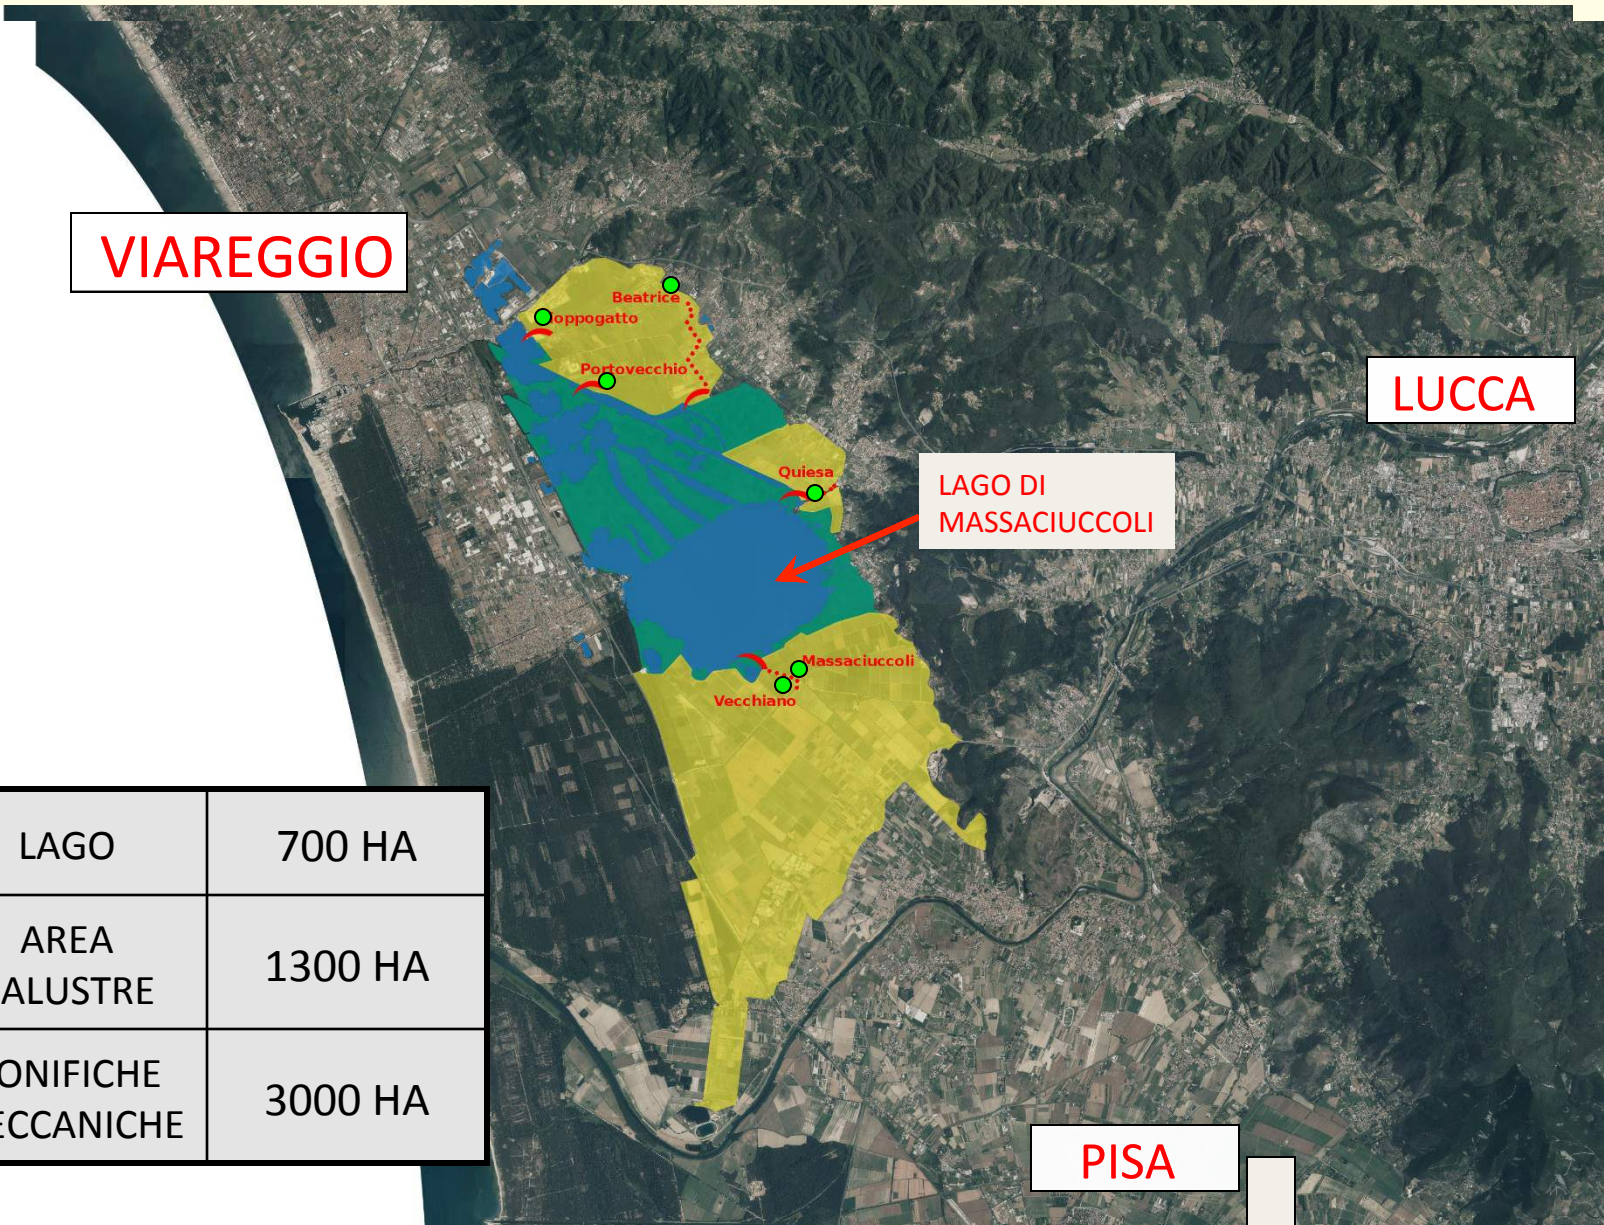 VIAREGGIO
Beatrice
oppogatto
Portovecchio
LUCCA
Quiesa
LAGO DI
MASSACIUCCOLI
Massaciuccoli
Vecchiano
LAGO
700 HA
AREA
ALUSTRE
1300 HA
ONIFICHE
ECCANICHE
3000 HA
PISA